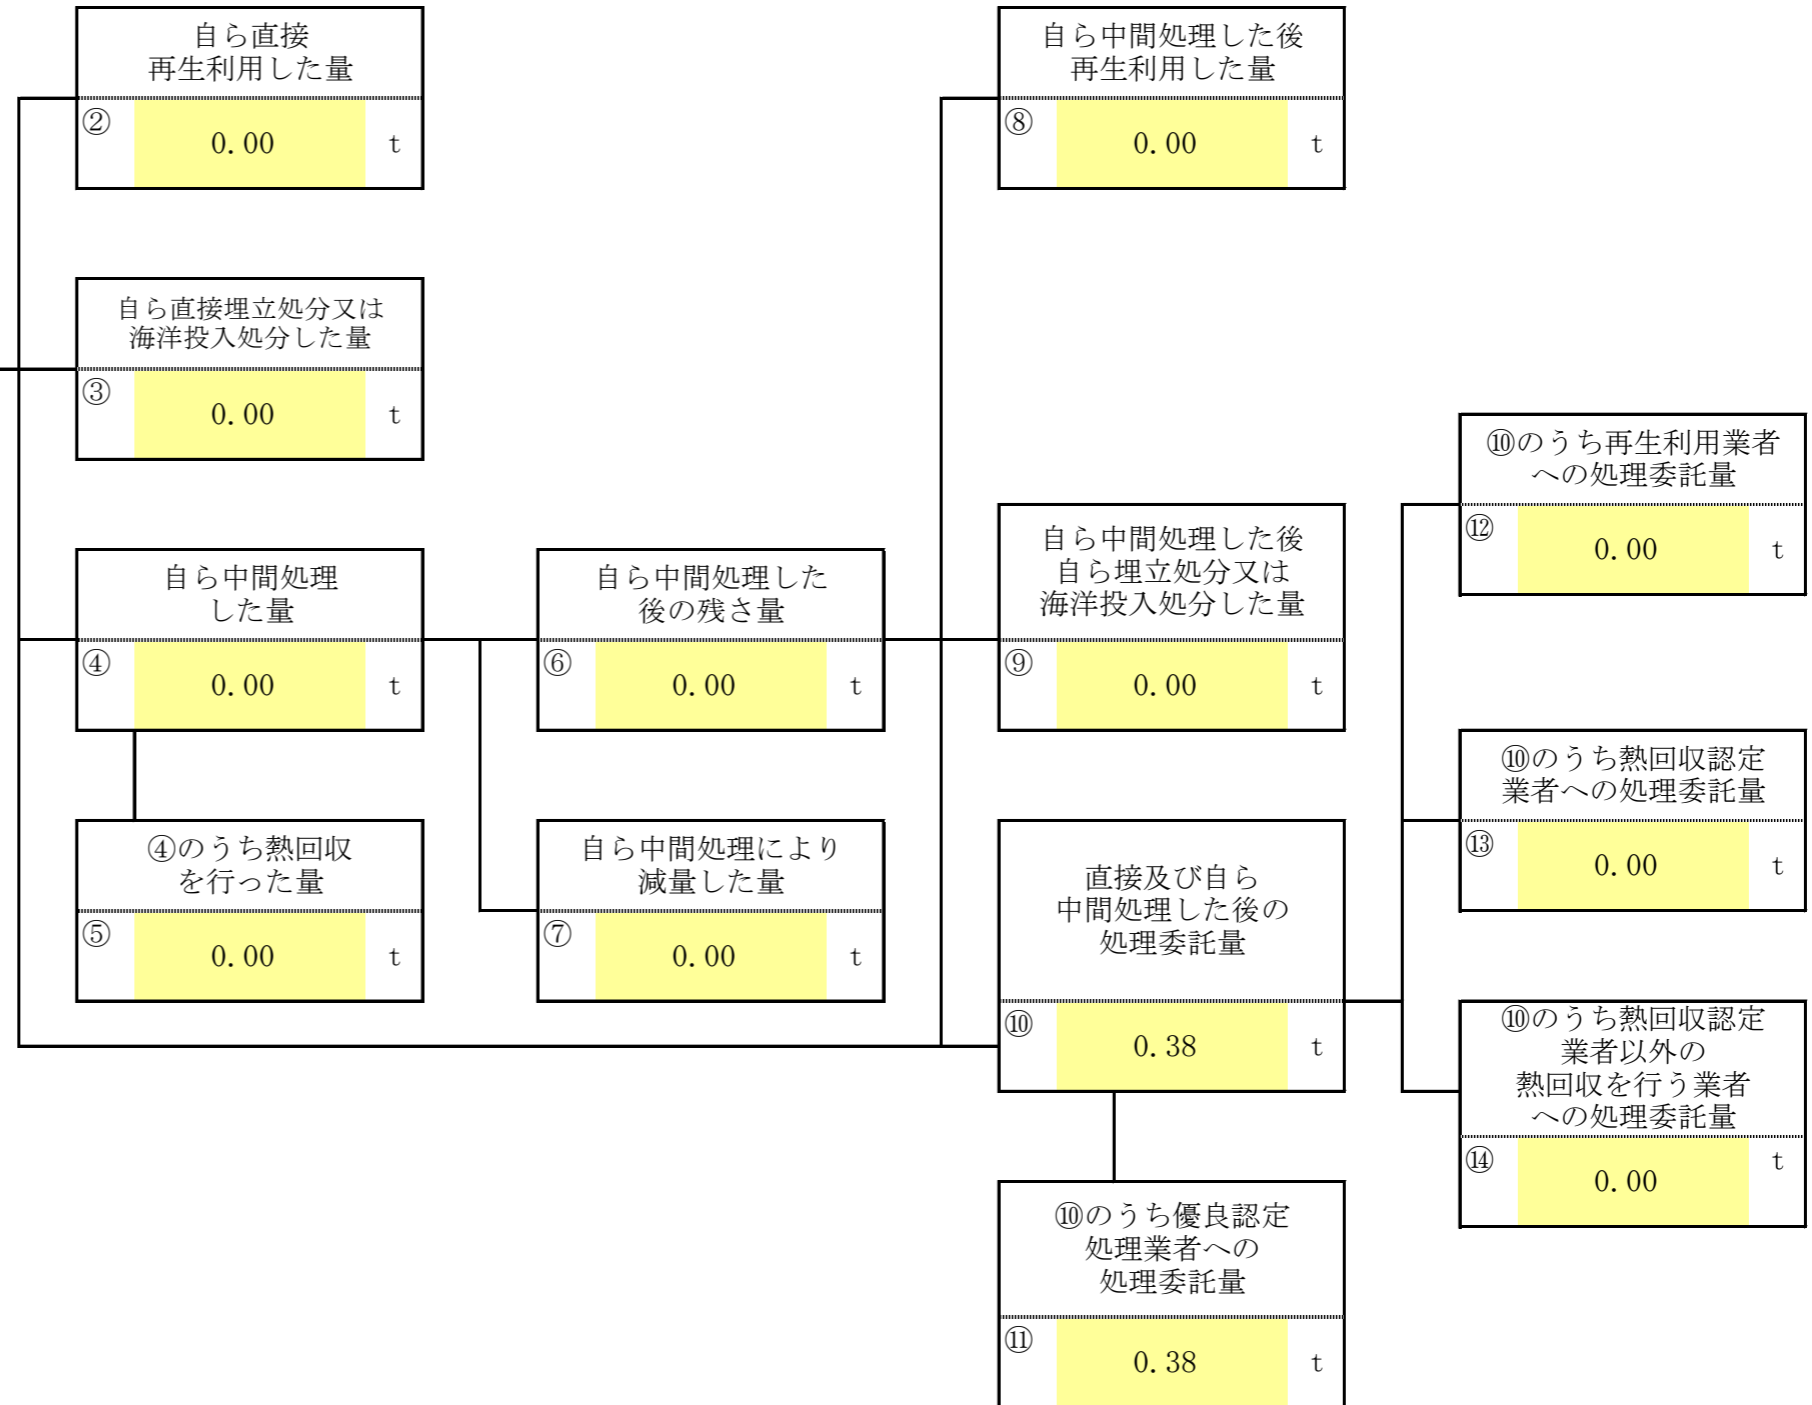 自ら直接
再生利用した量
②
0.00
t
自ら中間処理した後
再生利用した量
⑧
0.00
t
自ら直接埋立処分又は
海洋投入処分した量
③
0.00
t
⑩のうち再生利用業者
への処理委託量
⑫
0.00
t
自ら中間処理
した量
④
0.00
t
自ら中間処理した
後の残さ量
⑥
0.00
t
自ら中間処理した後
自ら埋立処分又は
海洋投入処分した量
⑨
0.00
t
⑩のうち熱回収認定
業者への処理委託量
⑬
0.00
t
④のうち熱回収
を行った量
⑤
0.00
t
自ら中間処理により
減量した量
⑦
0.00
t
直接及び自ら
中間処理した後の
処理委託量
⑩
0.38
t
⑩のうち熱回収認定
業者以外の
熱回収を行う業者
への処理委託量
⑭
0.00
t
⑩のうち優良認定
処理業者への
処理委託量
⑪
0.38
t